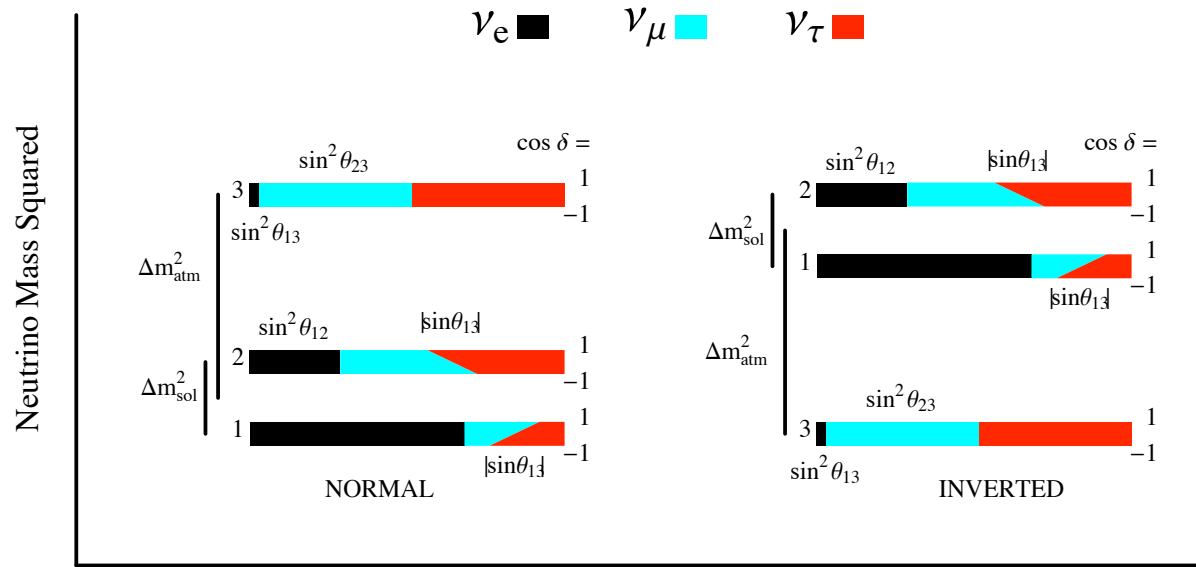 Neutrino Mass Squared
νe νμ ντ
cos δ =
sin²θ₂₃
3
1
−1
sin²θ₁₃
Δm²atm
sin²θ₁₂
|sinθ₁₃|
2
1
−1
Δm²sol
1
1
−1
|sinθ₁₃|
NORMAL
cos δ =
sin²θ₁₂
|sinθ₁₃|
2
1
−1
Δm²sol
1
1
−1
|sinθ₁₃|
Δm²atm
sin²θ₂₃
3
1
−1
sin²θ₁₃
INVERTED